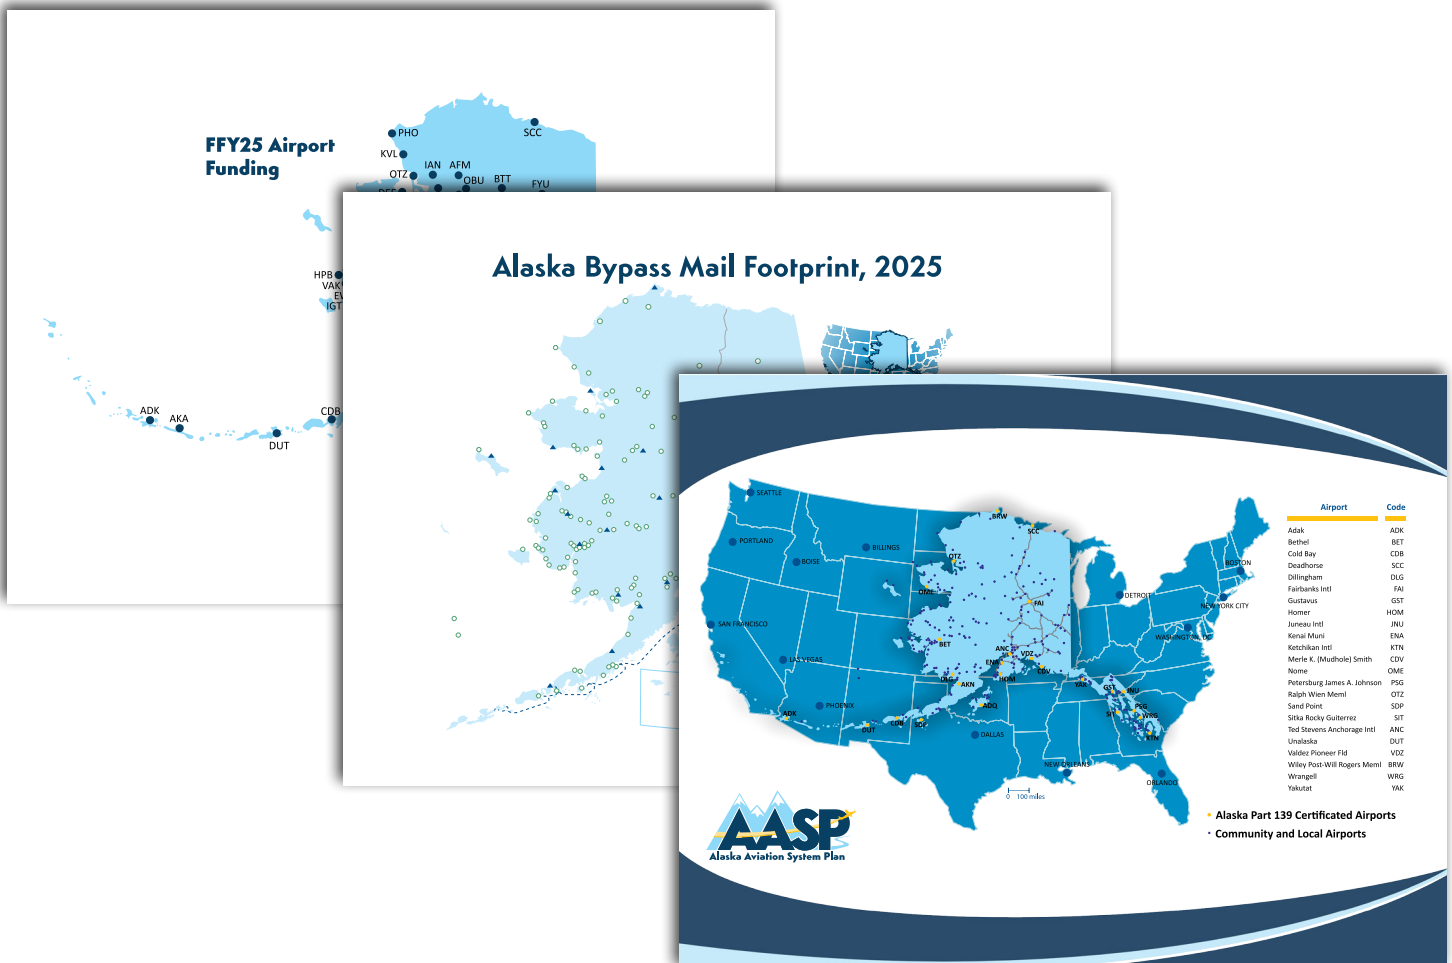 FFY25 Airport
Funding
PHO
SCC
KVL
IAN
AFM
OTZ
OBU
BTT
FYU
HPB
VAK
IGT
ADK
AKA
CDB
DUT
Alaska Bypass Mail Footprint, 2025
SEATTLE
PORTLAND
BOISE
BILLINGS
SAN FRANCISCO
LAS VEGAS
PHOENIX
DALLAS
NEW ORLEANS
ORLANDO
DETROIT
BOSTON
NEW YORK CITY
WASHINGTON, DC
BRW
SCC
OTZ
OME
FAI
BET
ANC
VDZ
ENA
CDV
DLG
AKN
HOM
ADQ
YAK
GST
JNU
PSG
SIT
WRG
KTN
ADK
DUT
CDB
SDP
0 100 miles
Airport Code
Adak ADK
Bethel BET
Cold Bay CDB
Deadhorse SCC
Dillingham DLG
Fairbanks Intl FAI
Gustavus GST
Homer HOM
Juneau Intl JNU
Kenai Muni ENA
Ketchikan Intl KTN
Merle K. (Mudhole) Smith CDV
Nome OME
Petersburg James A. Johnson PSG
Ralph Wien Meml OTZ
Sand Point SDP
Sitka Rocky Guiterrez SIT
Ted Stevens Anchorage Intl ANC
Unalaska DUT
Valdez Pioneer Fld VDZ
Wiley Post-Will Rogers Meml BRW
Wrangell WRG
Yakutat YAK
Alaska Part 139 Certificated Airports
Community and Local Airports
AASP
Alaska Aviation System Plan